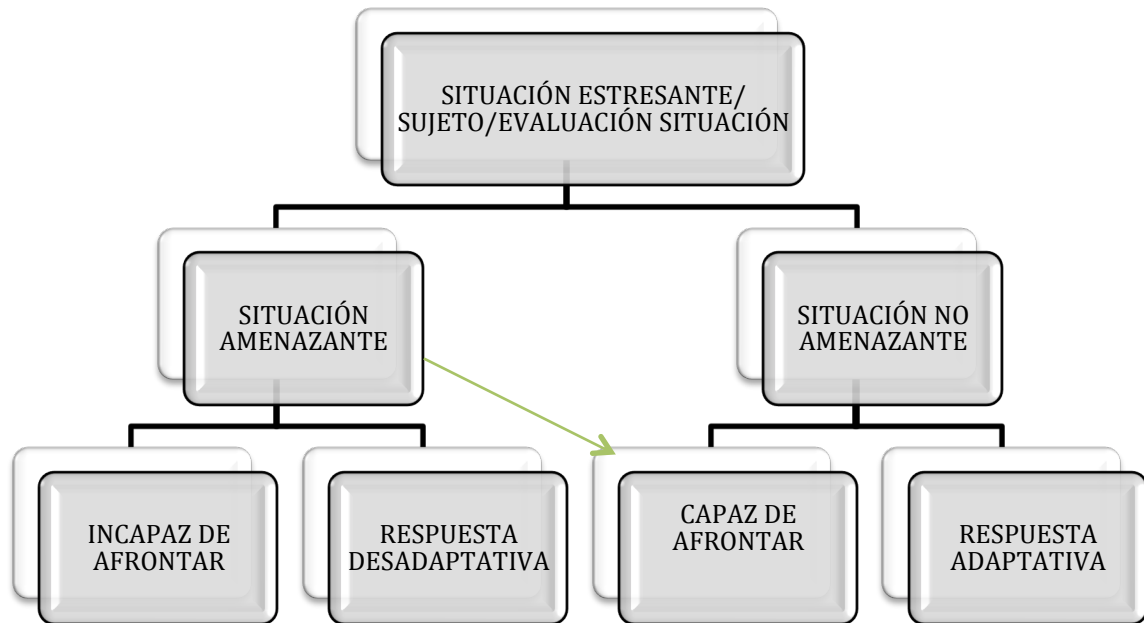 SITUACIÓN ESTRESANTE/
SUJETO/EVALUACIÓN SITUACIÓN
SITUACIÓN
AMENAZANTE
SITUACIÓN NO
AMENAZANTE
INCAPAZ DE
AFRONTAR
RESPUESTA
DESADAPTATIVA
CAPAZ DE
AFRONTAR
RESPUESTA
ADAPTATIVA